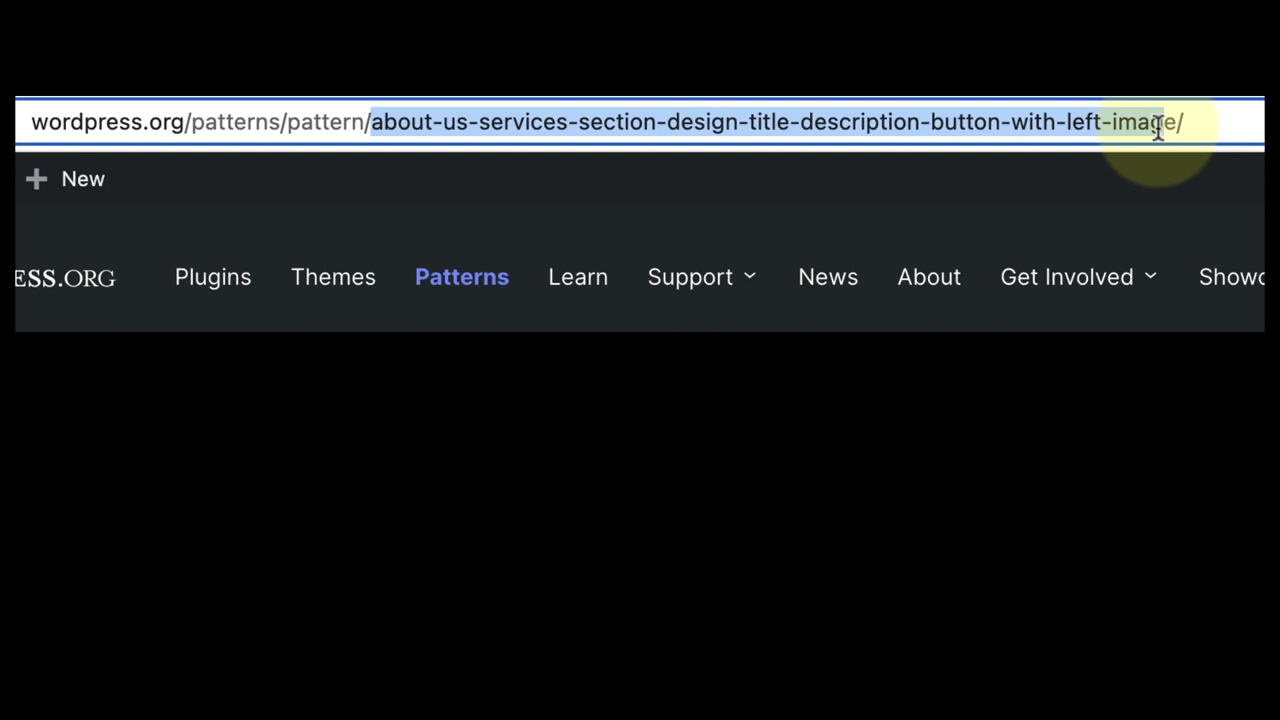 wordpress.org/patterns/pattern/about-us-services-section-design-title-description-button-with-left-image/
+ New
ESS.ORG Plugins Themes Patterns Learn Support News About Get Involved Showc